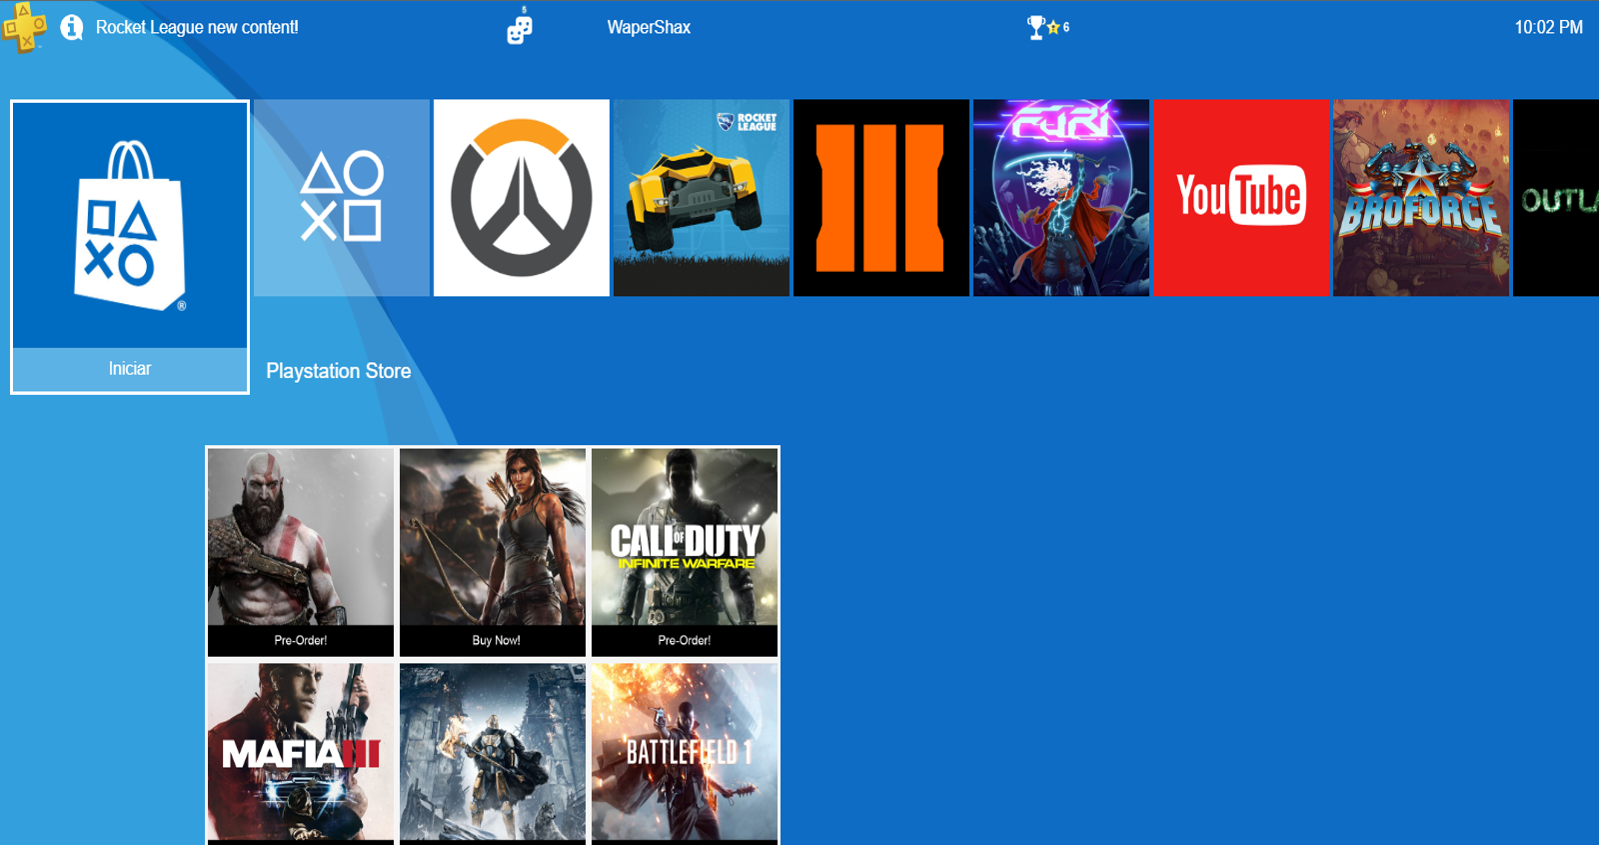 Rocket League new content!
5
WaperShax
6
10:02 PM
ROCKET
LEAGUE
FURI
YouTube
BROFORCE
OUTLA
Iniciar
Playstation Store
CALL OF DUTY
INFINITE WARFARE
Pre-Order!
Buy Now!
Pre-Order!
MAFIA III
BATTLEFIELD 1